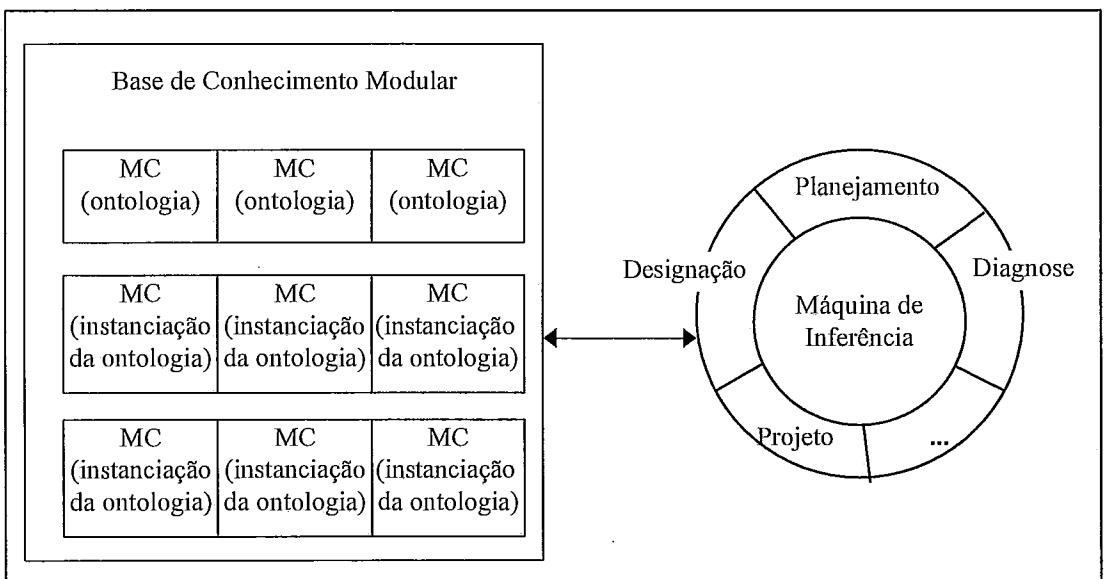 Base de Conhecimento Modular
MC
(ontologia)
MC
(ontologia)
MC
(ontologia)
MC
(instanciação
da ontologia)
MC
(instanciação
da ontologia)
MC
(instanciação
da ontologia)
MC
(instanciação
da ontologia)
MC
(instanciação
da ontologia)
MC
(instanciação
da ontologia)
Planejamento
Designação
Diagnose
Máquina de
Inferência
Projeto
...